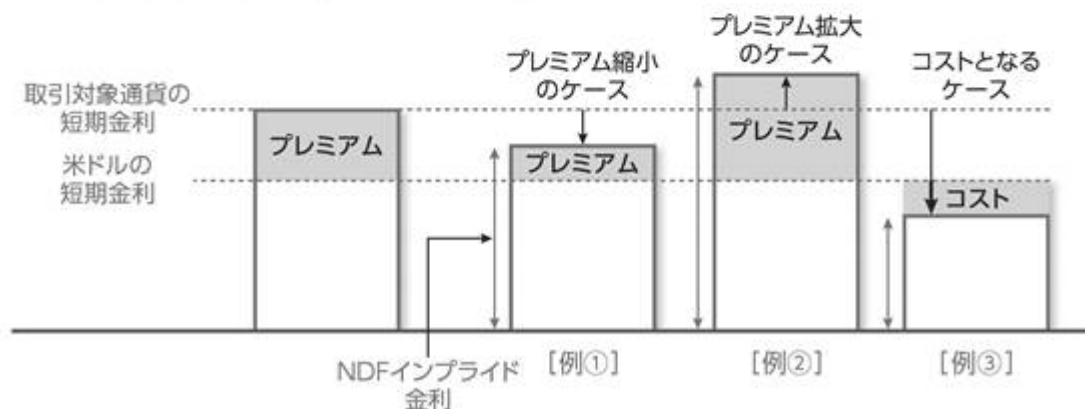 プレミアム縮小
のケース
プレミアム拡大
のケース
コストとなる
ケース
取引対象通貨の
短期金利
米ドルの
短期金利
プレミアム
プレミアム
プレミアム
コスト
NDFインプライド
金利
[例①]
[例②]
[例③]